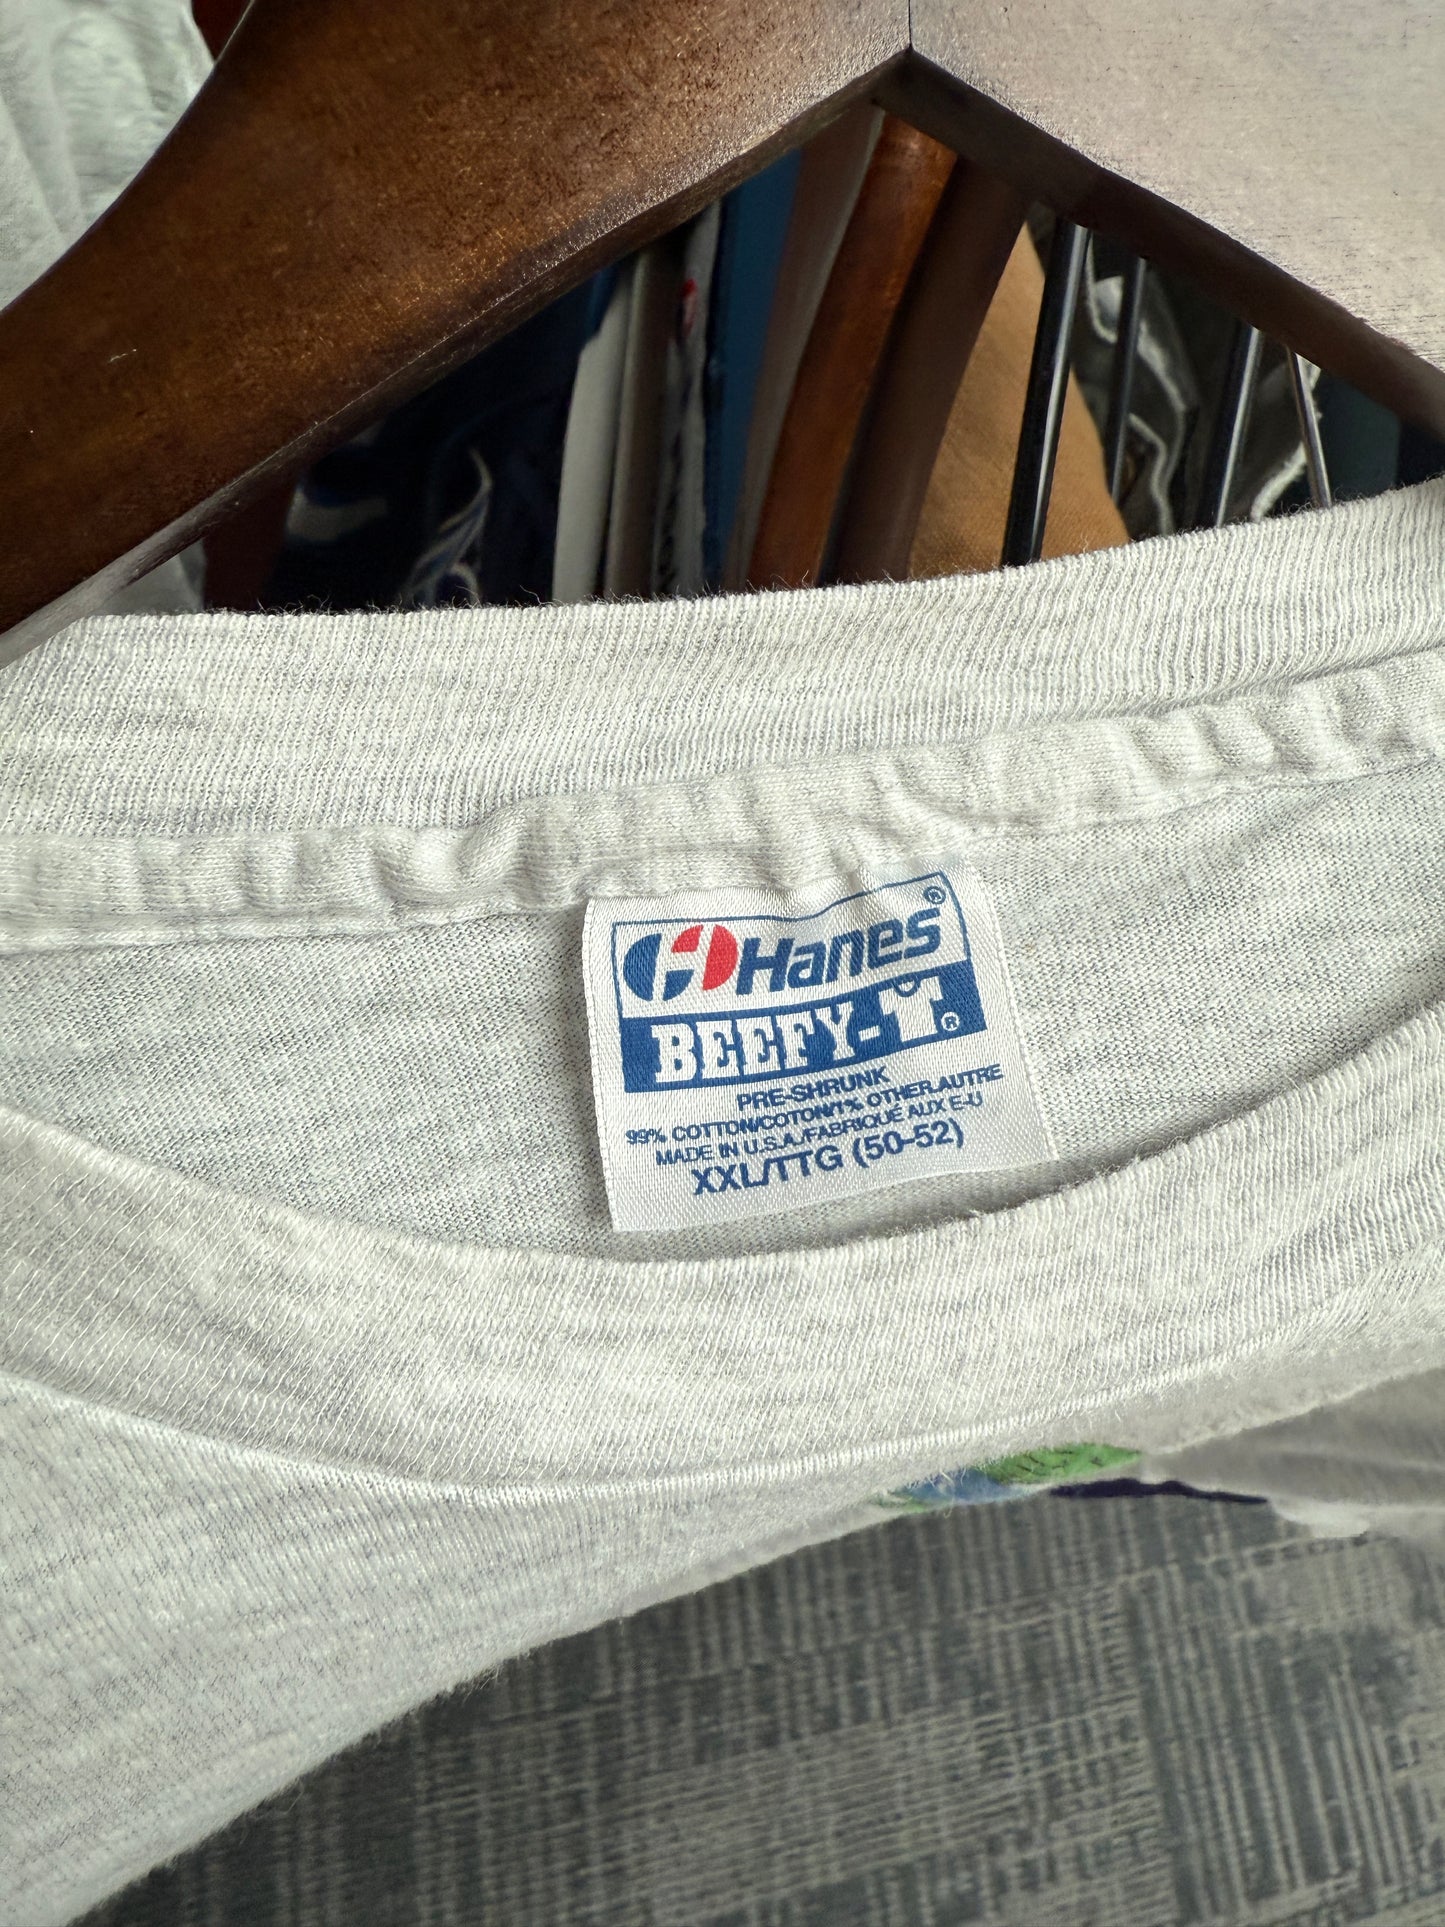 Hanes®
BEEFY-T®
PRE-SHRUNK
99% COTTON/COTON/1% OTHER.AUTRE
MADE IN U.S.A./FABRIQUÉ AUX E-U
XXL/TTG (50-52)